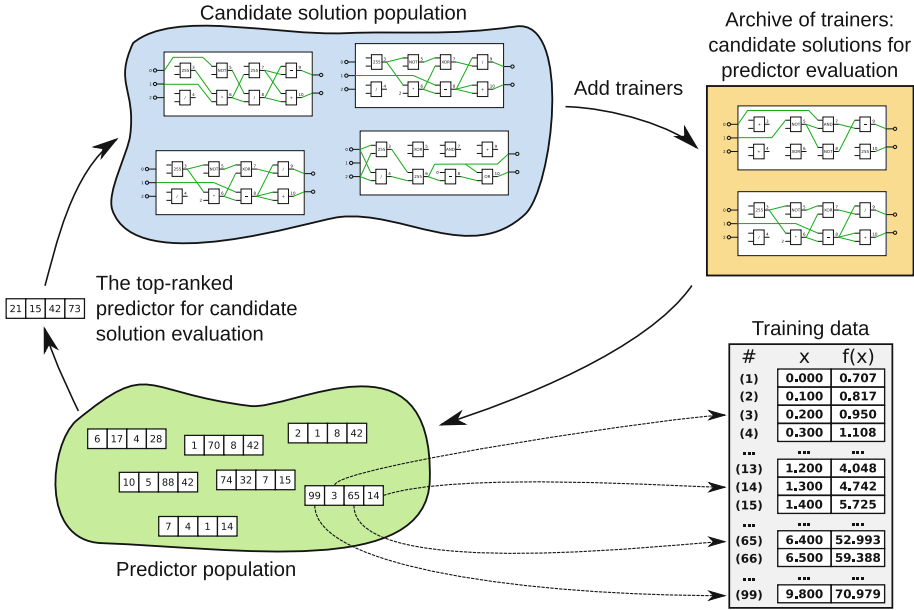 Candidate solution population
Archive of trainers:
candidate solutions for
predictor evaluation
Add trainers
The top-ranked
predictor for candidate
solution evaluation
21 15 42 73
Training data
# x f(x)
(1) 0.000 0.707
(2) 0.100 0.817
(3) 0.200 0.950
(4) 0.300 1.108
... ... ...
(13) 1.200 4.048
(14) 1.300 4.742
(15) 1.400 5.725
... ... ...
(65) 6.400 52.993
(66) 6.500 59.388
... ... ...
(99) 9.800 70.979
6 17 4 28
1 70 8 42
2 1 8 42
10 5 88 42
74 32 7 15
99 3 65 14
7 4 1 14
Predictor population